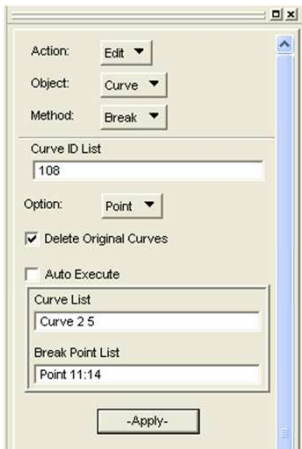 Action: Edit
Object: Curve
Method: Break
Curve ID List
108
Option: Point
Delete Original Curves
Auto Execute
Curve List
Curve 2 5
Break Point List
Point 11:14
-Apply-